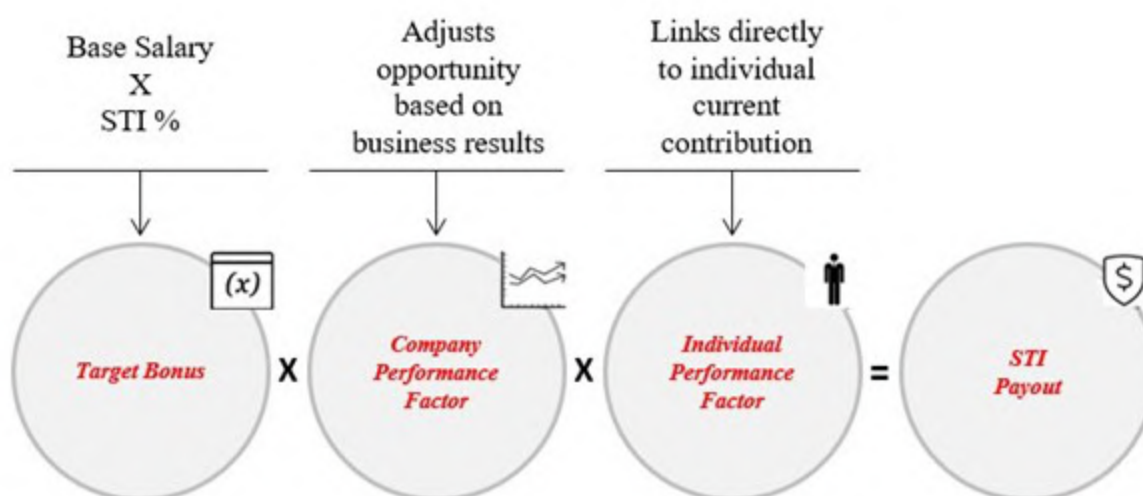 Base Salary
X
STI %
Adjusts
opportunity
based on
business results
Links directly
to individual
current
contribution
(x)
$
Target Bonus
X
Company
Performance
Factor
X
Individual
Performance
Factor
=
STI
Payout